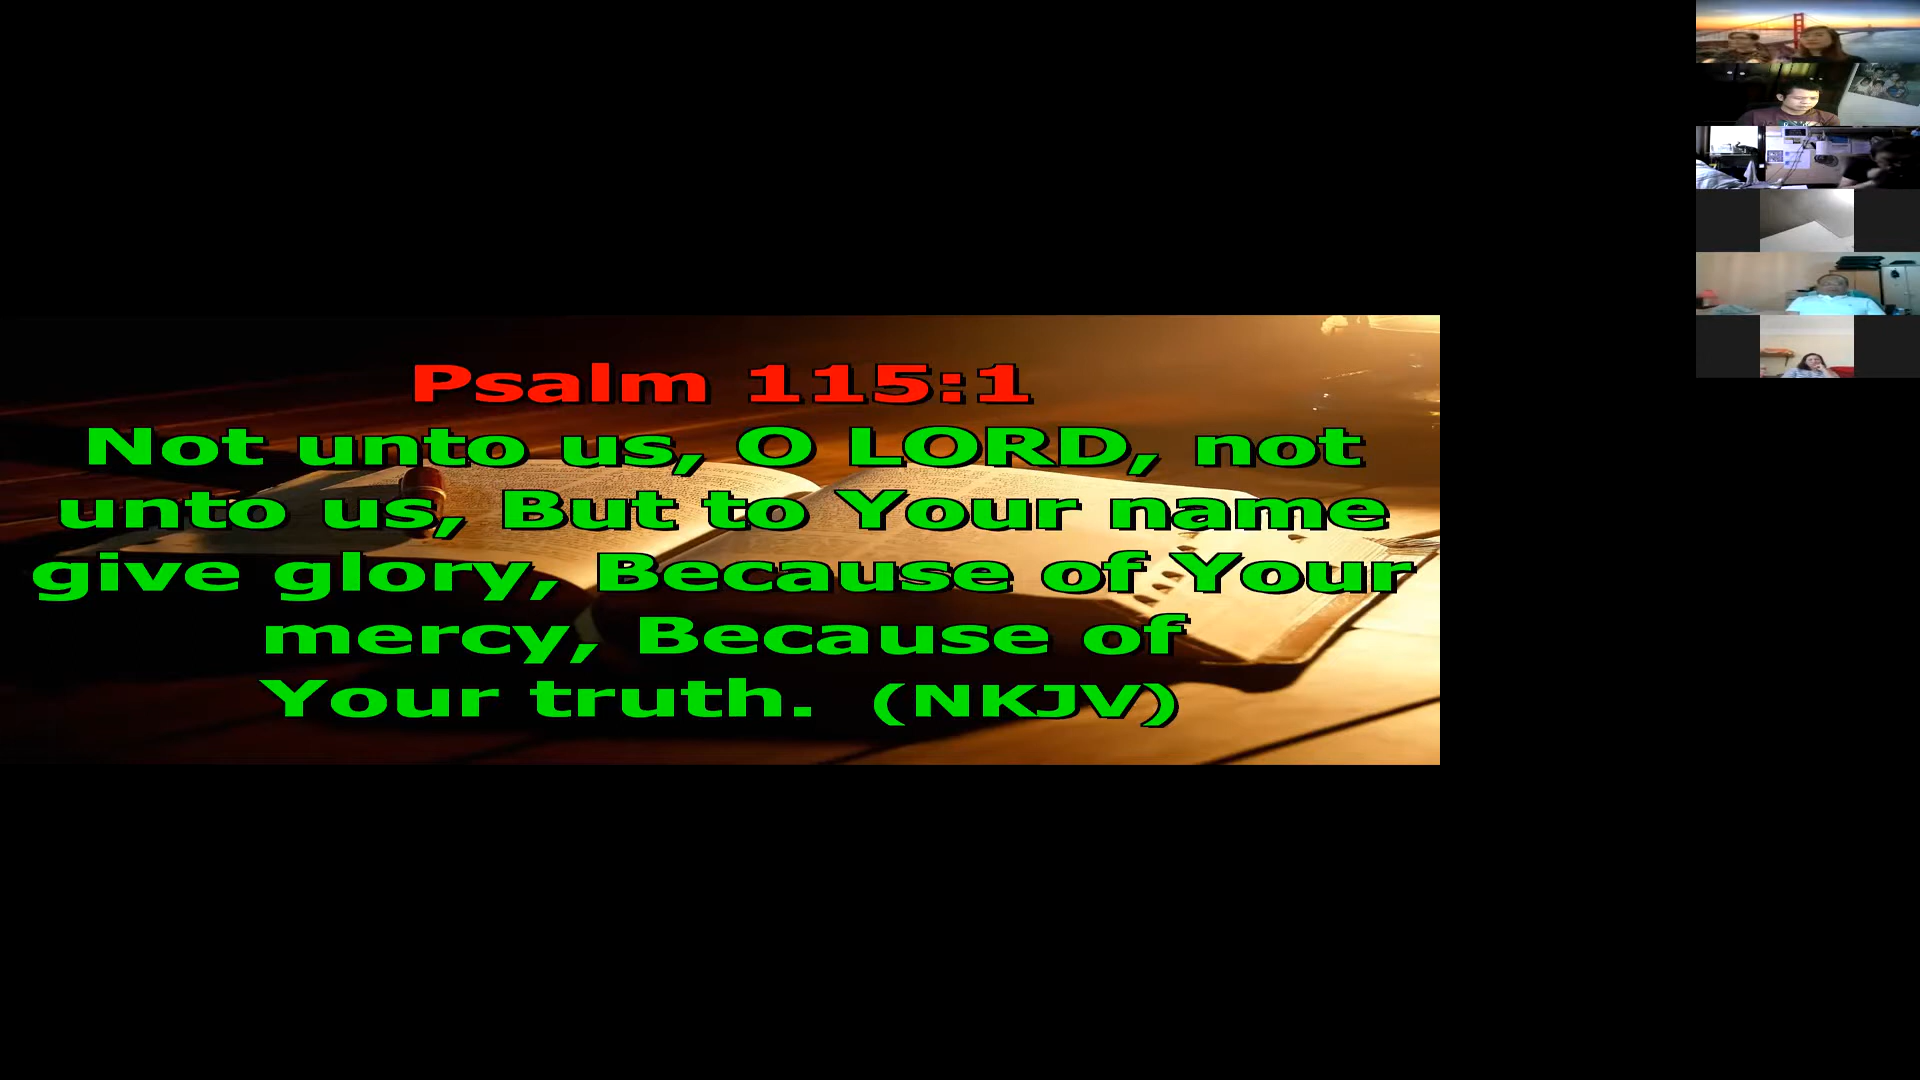 Psalm 115:1
Not unto us, O LORD, not
unto us, But to Your name
give glory, Because of Your
mercy, Because of
Your truth. (NKJV)